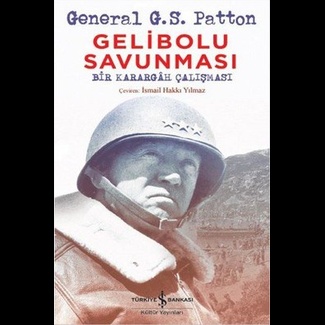 General G.S. Patton
GELİBOLU
SAVUNMASI
BİR KARARGÂH ÇALIŞMASI
Çeviren: İsmail Hakkı Yılmaz
TÜRKİYE İŞ BANKASI
Kültür Yayınları